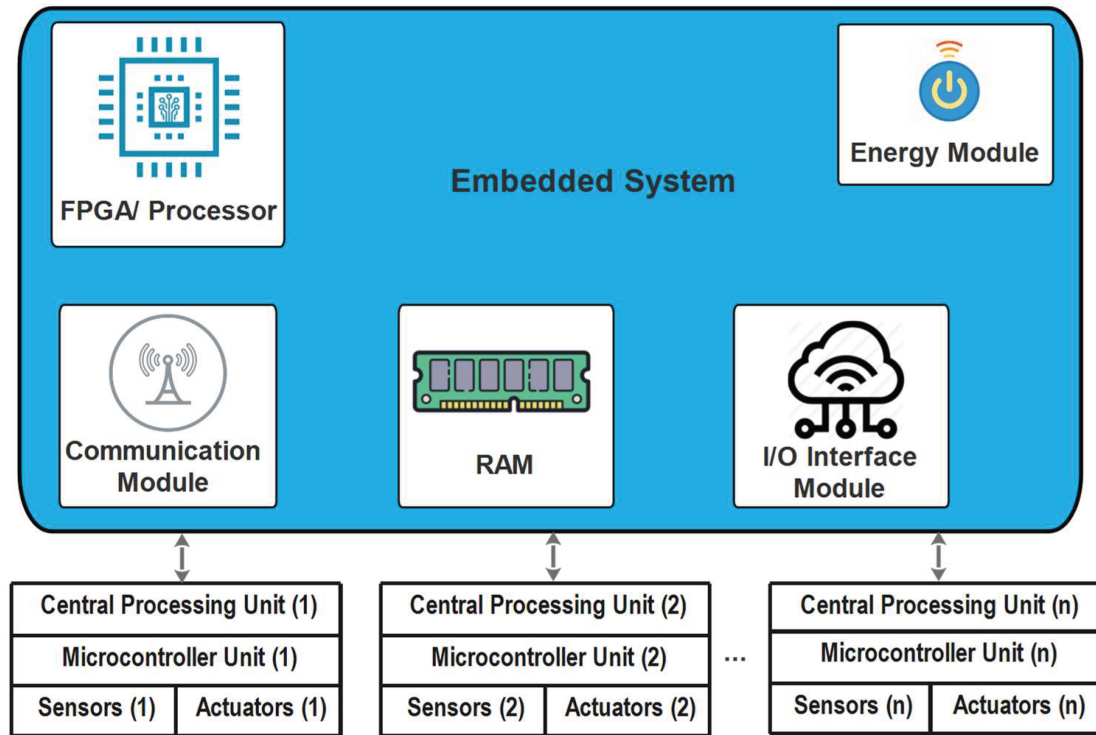 Embedded System
FPGA/ Processor
Energy Module
Communication
Module
RAM
I/O Interface
Module
Central Processing Unit (1)
Microcontroller Unit (1)
Sensors (1)
Actuators (1)
Central Processing Unit (2)
Microcontroller Unit (2)
Sensors (2)
Actuators (2)
...
Central Processing Unit (n)
Microcontroller Unit (n)
Sensors (n)
Actuators (n)